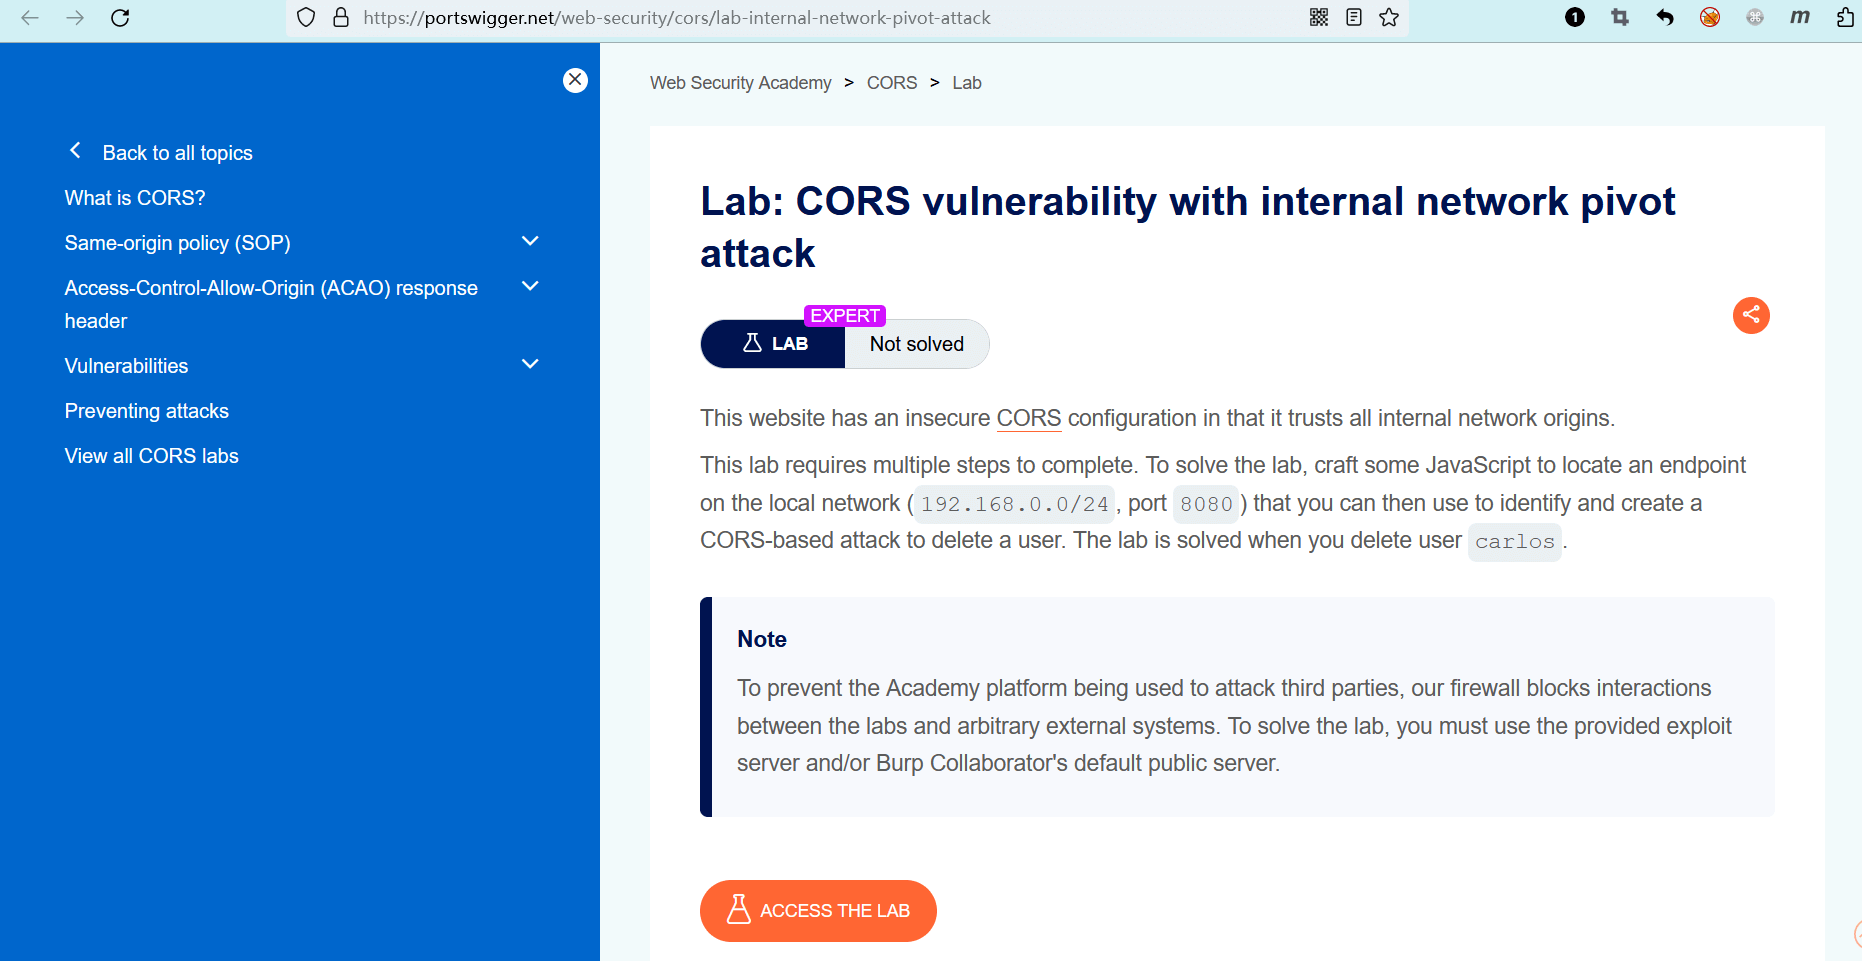 https://portswigger.net/web-security/cors/lab-internal-network-pivot-attack
1
m
Web Security Academy > CORS > Lab
Back to all topics
What is CORS?
Same-origin policy (SOP)
Access-Control-Allow-Origin (ACAO) response
header
Vulnerabilities
Preventing attacks
View all CORS labs
Lab: CORS vulnerability with internal network pivot
attack
EXPERT
LAB
Not solved
This website has an insecure CORS configuration in that it trusts all internal network origins.
This lab requires multiple steps to complete. To solve the lab, craft some JavaScript to locate an endpoint
on the local network ( 192.168.0.0/24 , port 8080 ) that you can then use to identify and create a
CORS-based attack to delete a user. The lab is solved when you delete user carlos .
Note
To prevent the Academy platform being used to attack third parties, our firewall blocks interactions
between the labs and arbitrary external systems. To solve the lab, you must use the provided exploit
server and/or Burp Collaborator's default public server.
ACCESS THE LAB